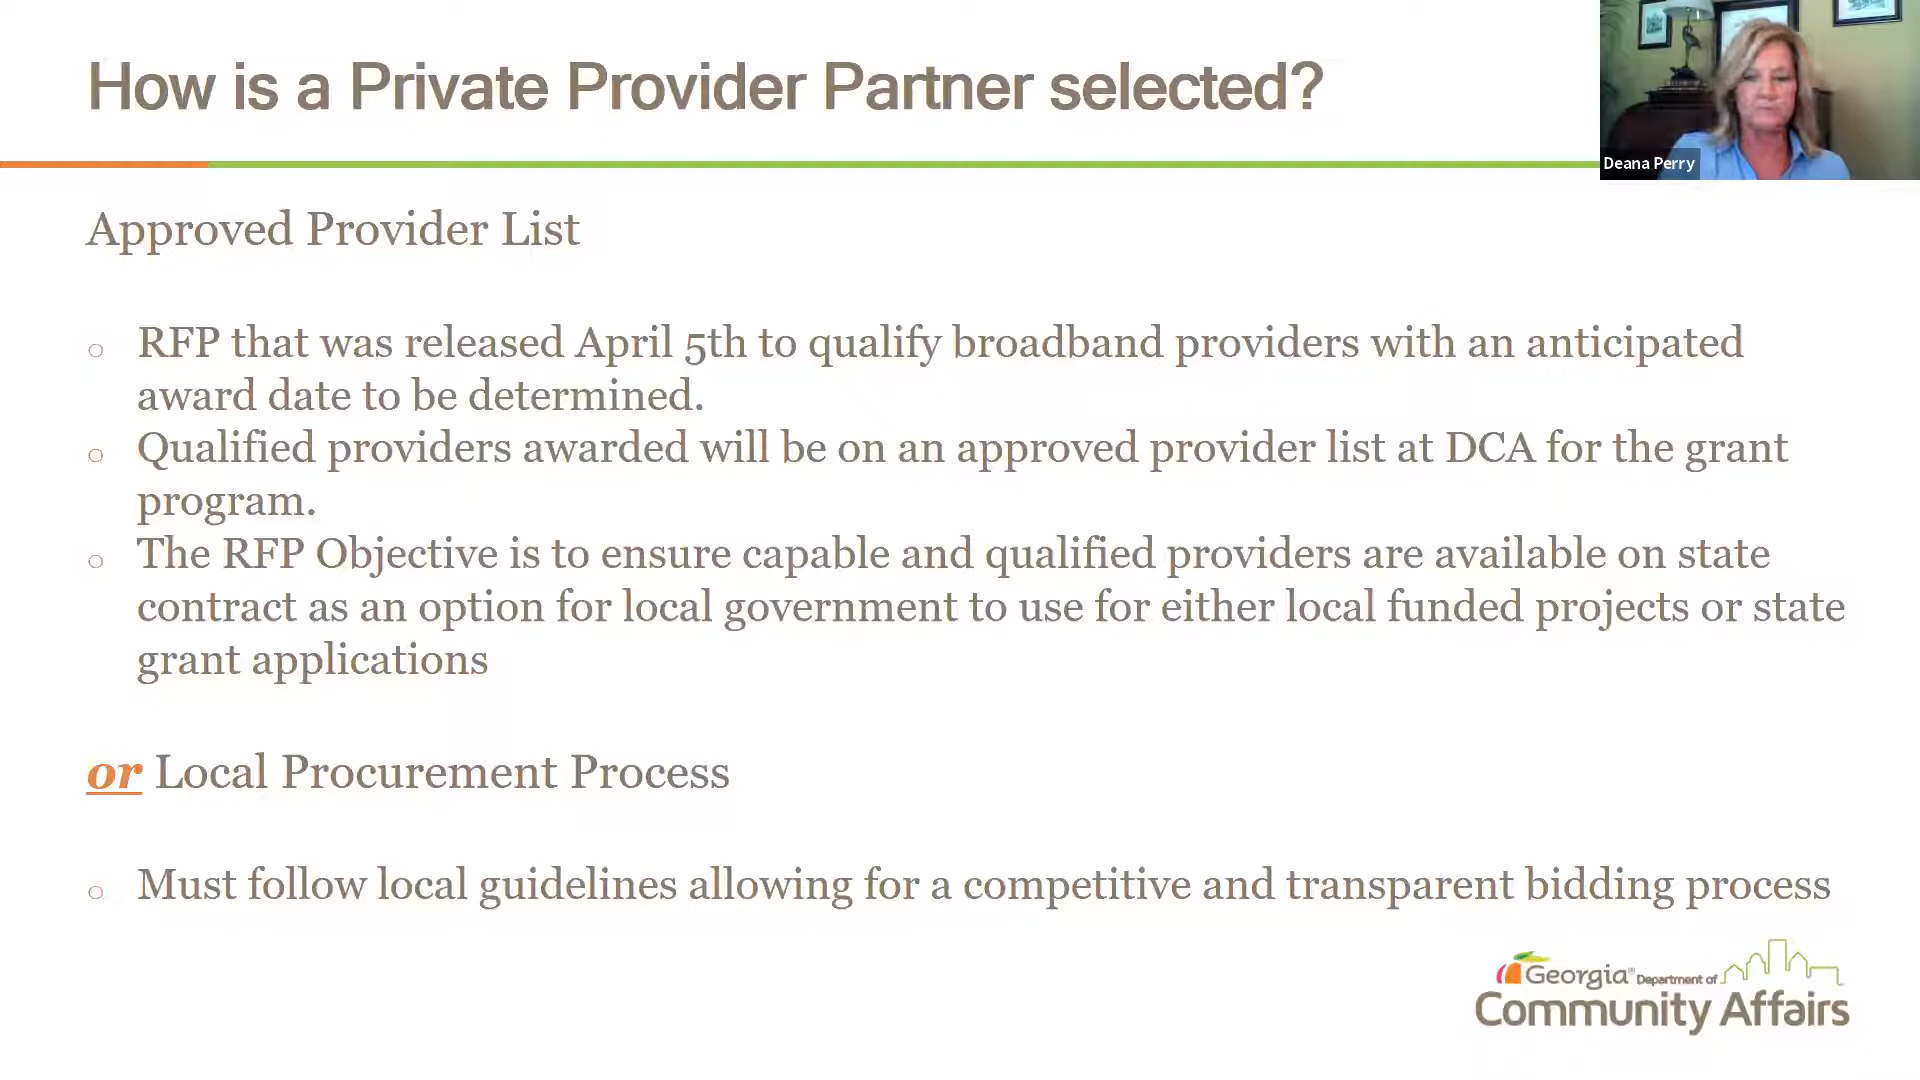 How is a Private Provider Partner selected?
Deana Perry
Approved Provider List
○ RFP that was released April 5th to qualify broadband providers with an anticipated
award date to be determined.
○ Qualified providers awarded will be on an approved provider list at DCA for the grant
program.
○ The RFP Objective is to ensure capable and qualified providers are available on state
contract as an option for local government to use for either local funded projects or state
grant applications
or Local Procurement Process
○ Must follow local guidelines allowing for a competitive and transparent bidding process
Georgia® Department of
Community Affairs